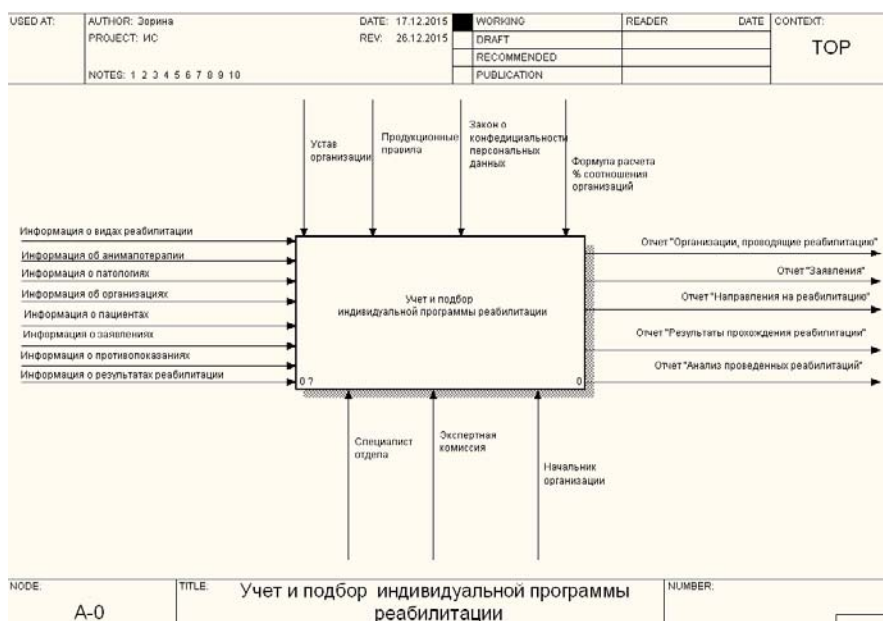 USED AT:
AUTHOR: Зорина
DATE: 17.12.2015
WORKING
READER
DATE
CONTEXT:
PROJECT: ИС
REV: 26.12.2015
DRAFT
TOP
RECOMMENDED
NOTES: 1 2 3 4 5 6 7 8 9 10
PUBLICATION
Устав
организации
Продукционные
правила
Закон о
конфедициальности
персональных
данных
Формула расчета
% соотношения
организаций
Информация о видах реабилитации
Информация об анималотерапии
Информация о патологиях
Информация об организациях
Информация о пациентах
Информация о заявлениях
Информация о противопоказаниях
Информация о результатах реабилитации
Учет и подбор
индивидуальной программы реабилитации
0 ?
0
Отчет "Организации, проводящие реабилитацию"
Отчет "Заявления"
Отчет "Направления на реабилитацию"
Отчет "Результаты прохождения реабилитации"
Отчет "Анализ проведенных реабилитаций"
Специалист
отдела
Экспертная
комиссия
Начальник
организации
NODE:
TITLE:
NUMBER:
A-0
Учет и подбор индивидуальной программы
реабилитации